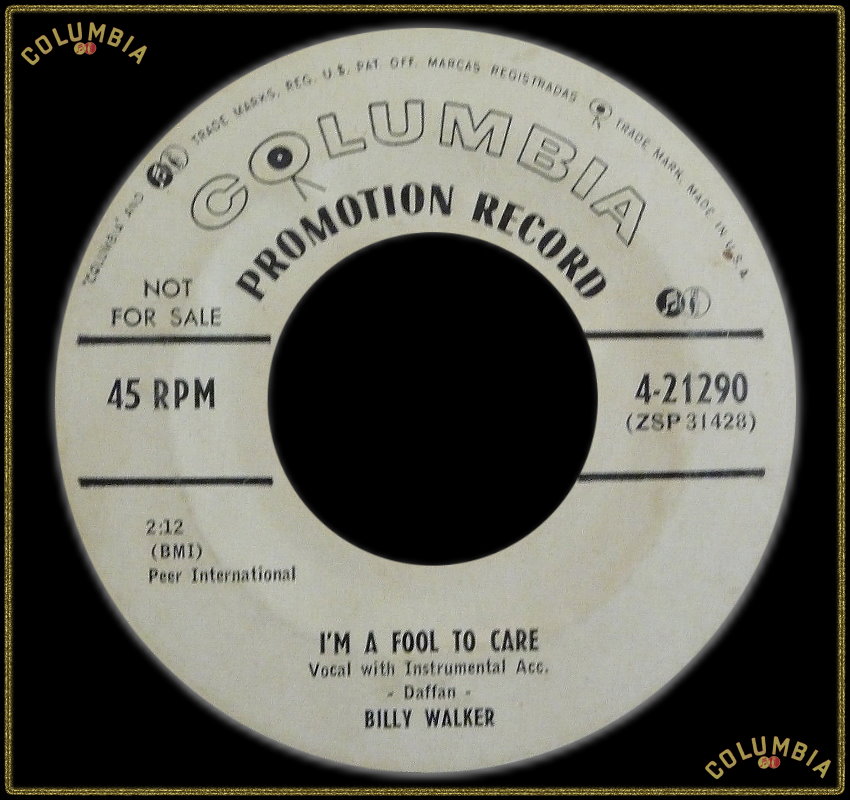 COLUMBIA
"COLUMBIA" AND TRADE MARKS, REG. U.S. PAT. OFF. MARCAS REGISTRADAS TRADE MARK. MADE IN U.S.A.
COLUMBIA
PROMOTION RECORD
NOT
FOR SALE
45 RPM
4-21290
(ZSP 31428)
2:12
(BMI)
Peer International
I'M A FOOL TO CARE
Vocal with Instrumental Acc.
- Daffan -
BILLY WALKER
COLUMBIA